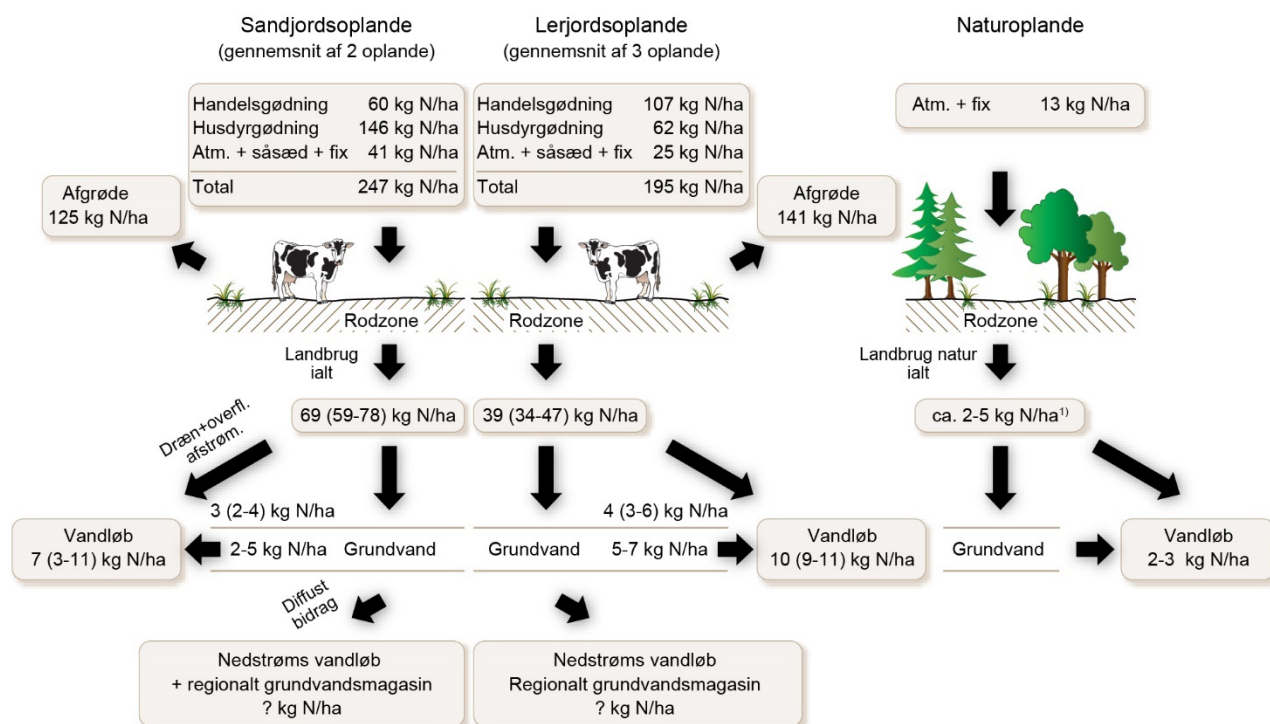 Sandjordsoplande
(gennemsnit af 2 oplande)
Lerjordsoplande
(gennemsnit af 3 oplande)
Naturoplande
Handelsgødning 60 kg N/ha
Husdyrgødning 146 kg N/ha
Atm. + såsæd + fix 41 kg N/ha
Total 247 kg N/ha
Handelsgødning 107 kg N/ha
Husdyrgødning 62 kg N/ha
Atm. + såsæd + fix 25 kg N/ha
Total 195 kg N/ha
Atm. + fix 13 kg N/ha
Afgrøde
125 kg N/ha
Afgrøde
141 kg N/ha
Rodzone
Rodzone
Rodzone
Landbrug
ialt
Landbrug natur
ialt
69 (59-78) kg N/ha
39 (34-47) kg N/ha
ca. 2-5 kg N/ha¹⁾
Dræn+overfl.
afstrøm.
3 (2-4) kg N/ha
4 (3-6) kg N/ha
Vandløb
7 (3-11) kg N/ha
2-5 kg N/ha
Grundvand
Grundvand
5-7 kg N/ha
Vandløb
10 (9-11) kg N/ha
Grundvand
Vandløb
2-3 kg N/ha
Diffust
bidrag
Nedstrøms vandløb
+ regionalt grundvandsmagasin
? kg N/ha
Nedstrøms vandløb
Regionalt grundvandsmagasin
? kg N/ha